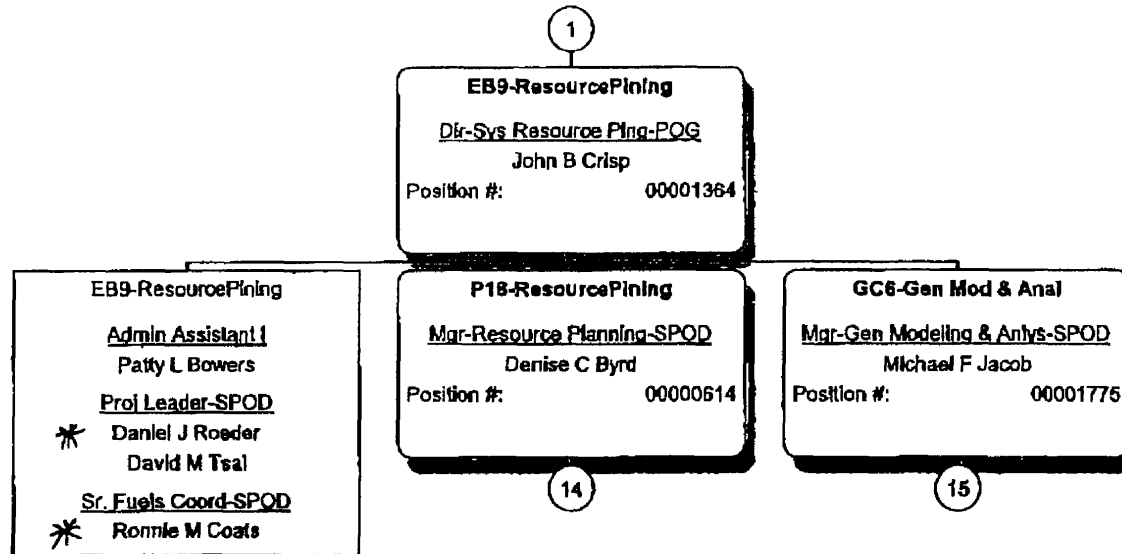 1
EB9-ResourcePlning
Dir-Sys Resource Plng-POG
John B Crisp
Position #: 00001364
EB9-ResourcePlning
Admin Assistant I
Patty L Bowers
Proj Leader-SPOD
Daniel J Roeder
David M Tsai
Sr. Fuels Coord-SPOD
Ronnie M Coats
P18-ResourcePlning
Mgr-Resource Planning-SPOD
Denise C Byrd
Position #: 00000614
14
GC6-Gen Mod & Anal
Mgr-Gen Modeling & Anlys-SPOD
Michael F Jacob
Position #: 00001775
15